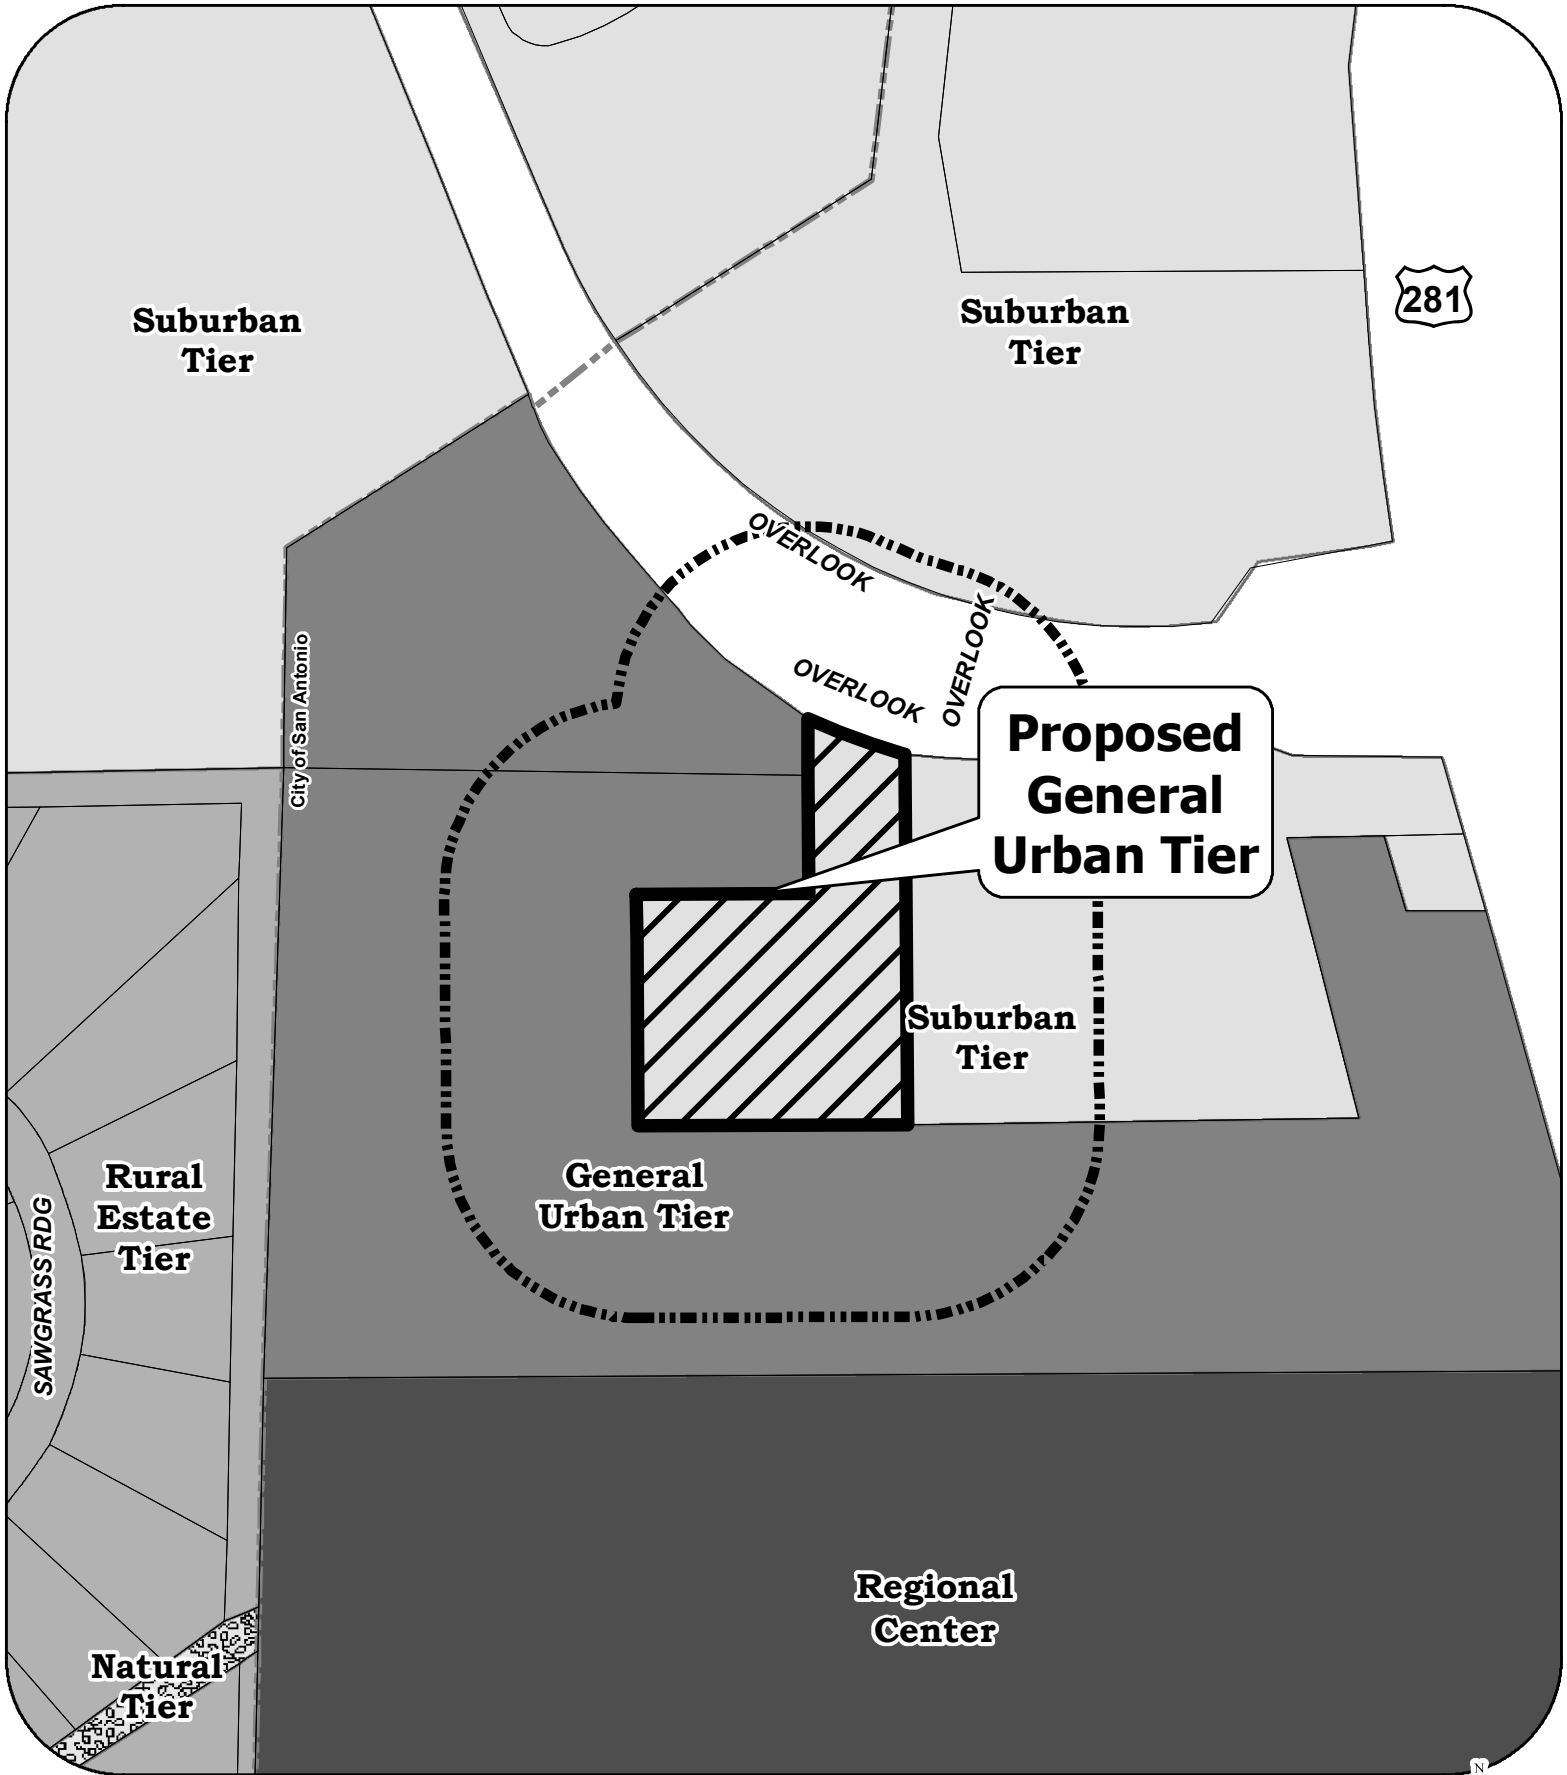 281
Suburban
Tier
Suburban
Tier
OVERLOOK
OVERLOOK
OVERLOOK
City of San Antonio
Proposed
General
Urban Tier
Suburban
Tier
General
Urban Tier
Rural
Estate
Tier
SAWGRASS RDG
Regional
Center
Natural
Tier
N